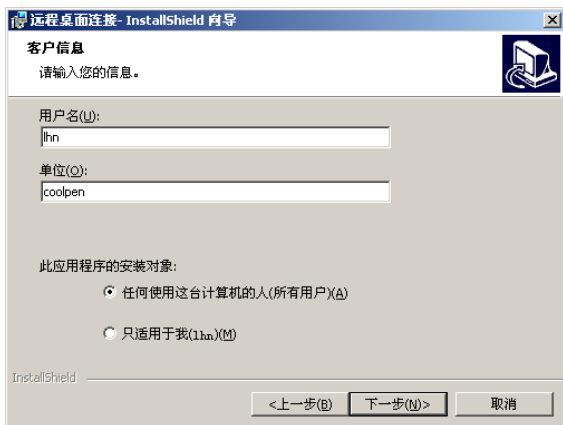 远程桌面连接- InstallShield 向导
客户信息
请输入您的信息。
用户名(U):
lhn
单位(O):
coolpen
此应用程序的安装对象:
任何使用这台计算机的人(所有用户)(A)
只适用于我(lhn)(M)
InstallShield
<上一步(B) 下一步(N)> 取消